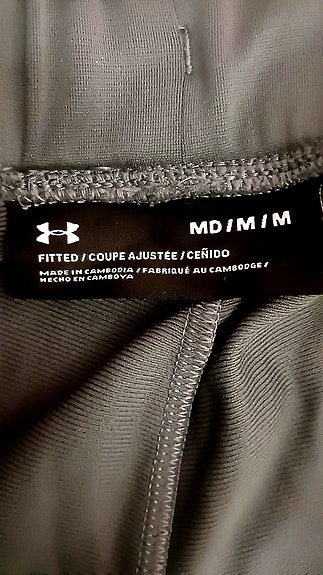 MD / M / M
FITTED / COUPE AJUSTÉE / CEÑIDO
MADE IN CAMBODIA / FABRIQUÉ AU CAMBODGE /
HECHO EN CAMBOYA